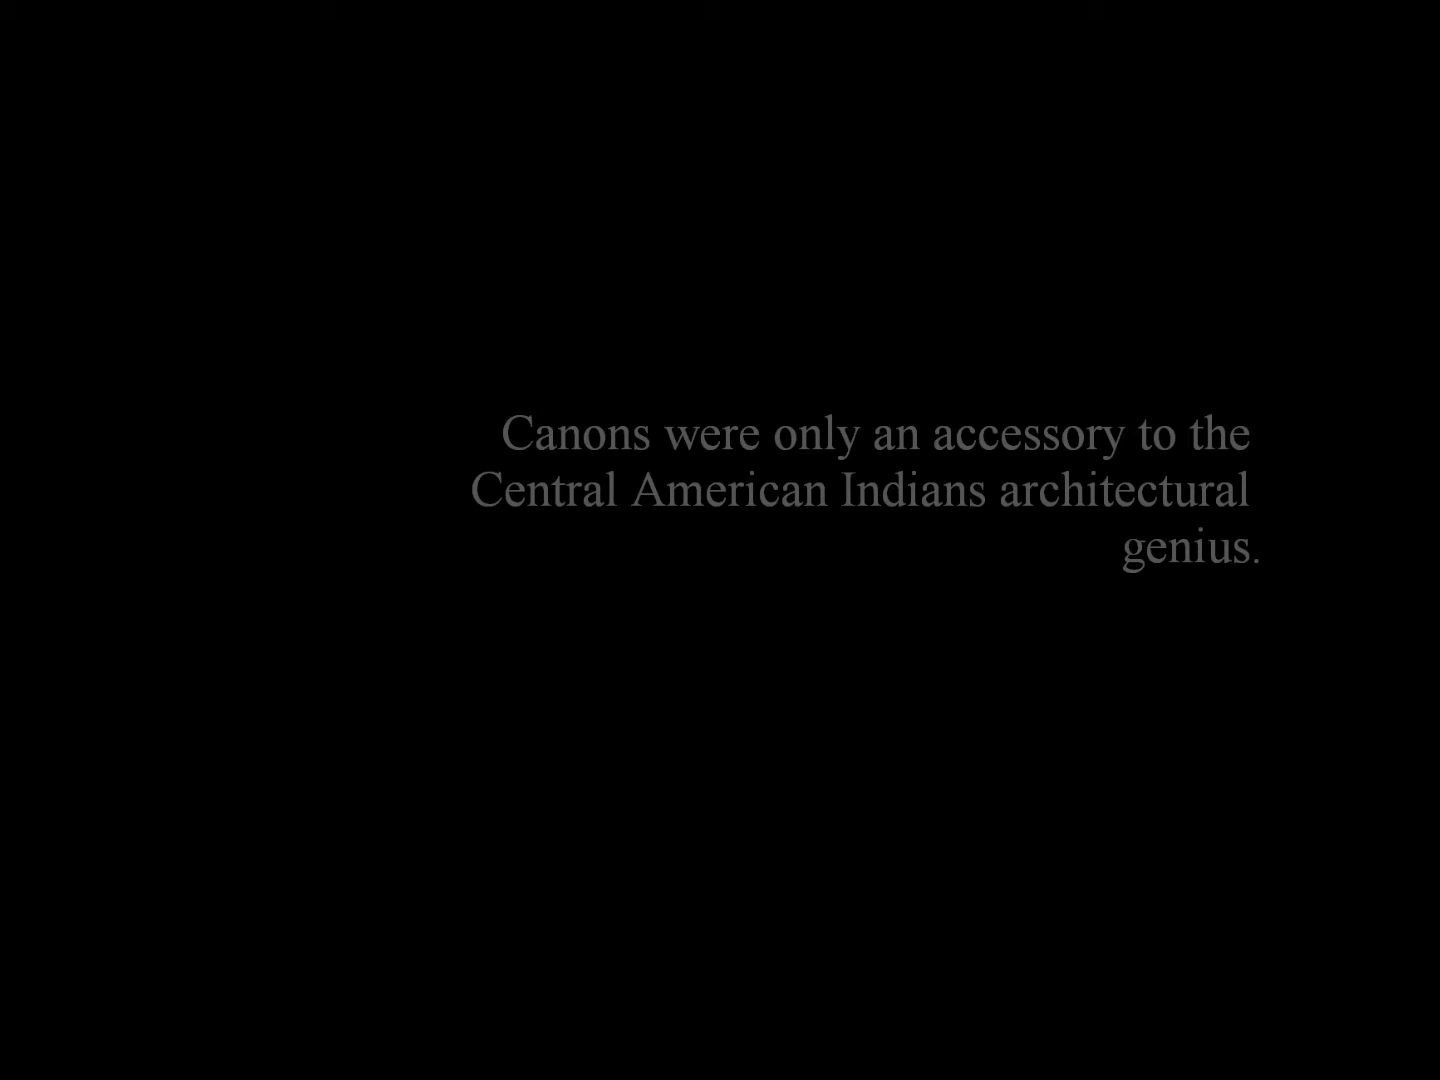 Canons were only an accessory to the
Central American Indians architectural
genius.